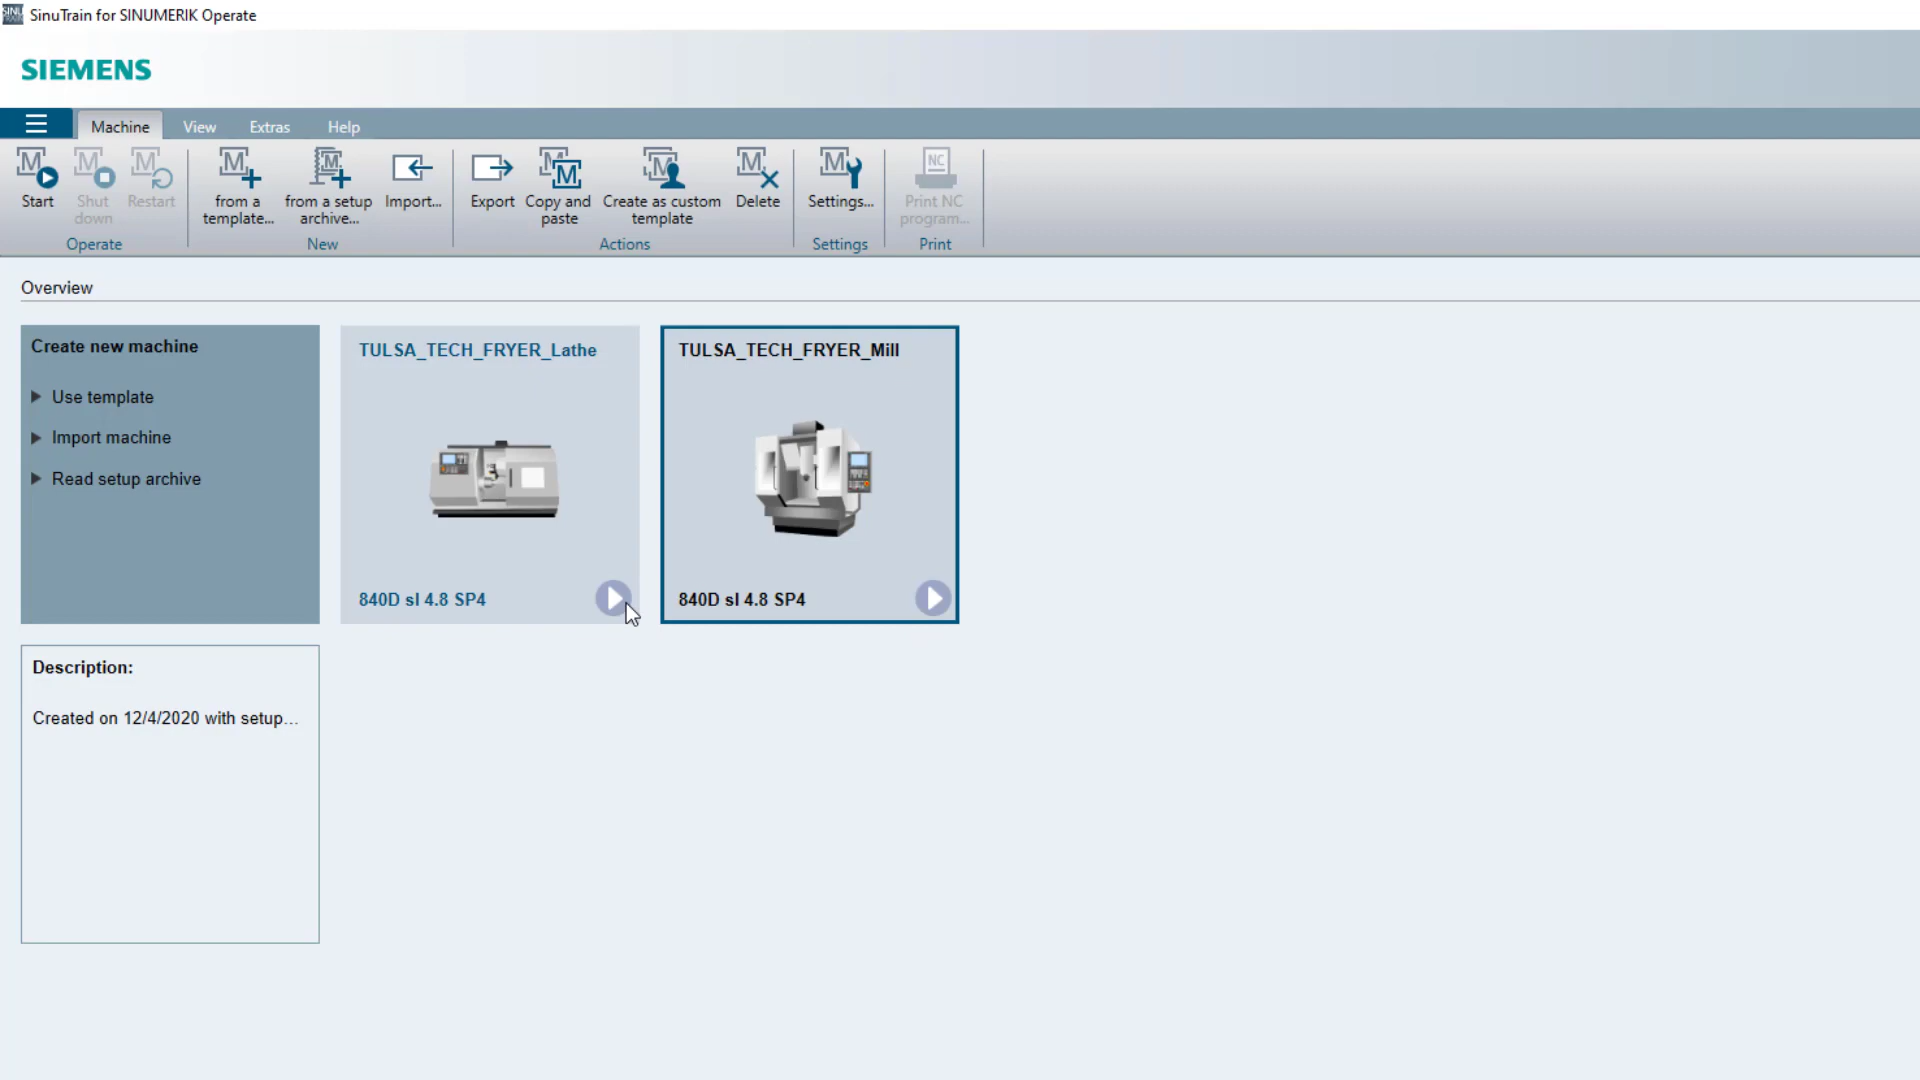 SinuTrain for SINUMERIK Operate
SIEMENS
Machine View Extras Help
Start
Shut
down
Restart
from a
template...
from a setup
archive...
Import...
Export
Copy and
paste
Create as custom
template
Delete
Settings...
Print NC
program...
Operate New Actions Settings Print
Overview
Create new machine
Use template
Import machine
Read setup archive
TULSA_TECH_FRYER_Lathe
840D sl 4.8 SP4
TULSA_TECH_FRYER_Mill
840D sl 4.8 SP4
Description:
Created on 12/4/2020 with setup...